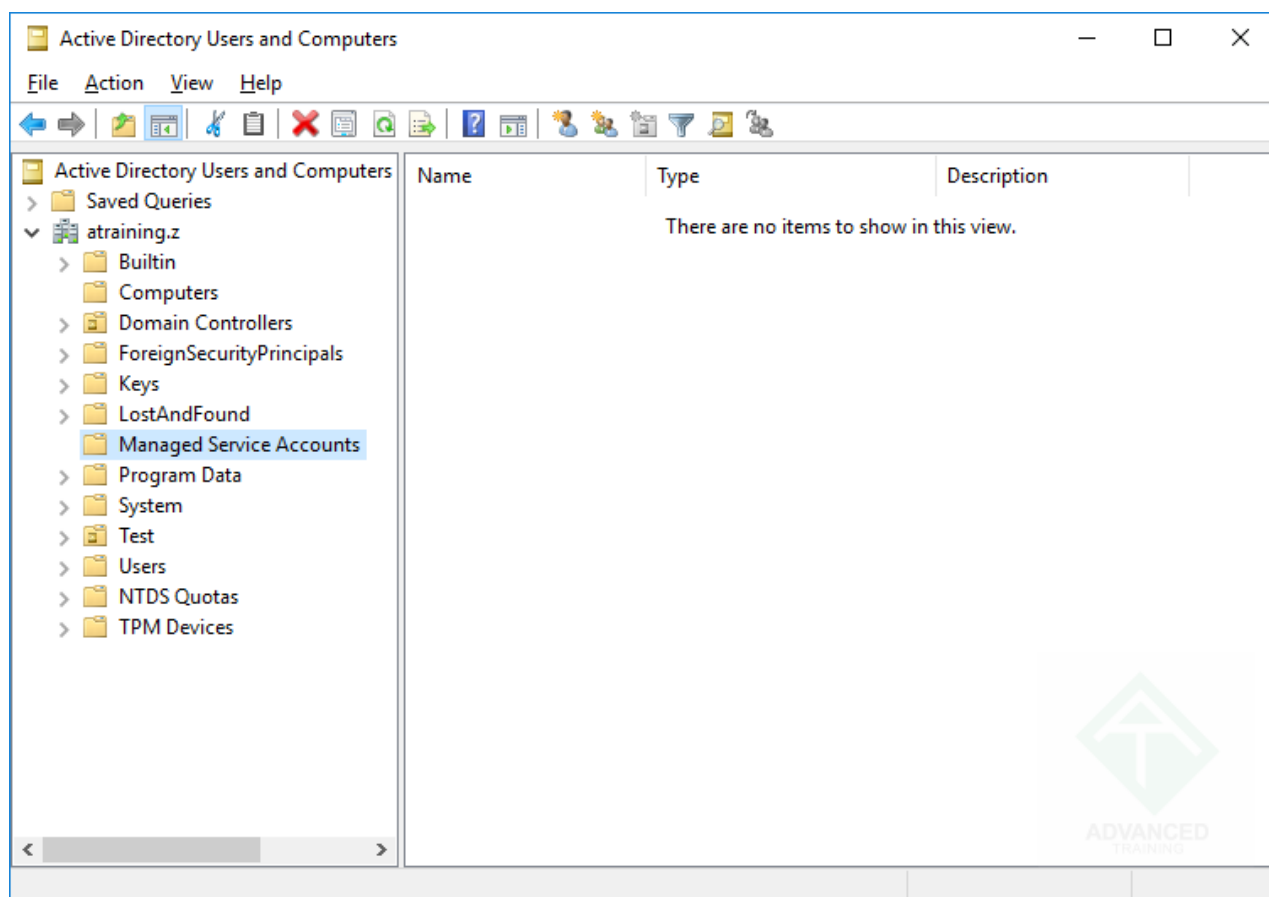 Active Directory Users and Computers
File Action View Help
Active Directory Users and Computers
Saved Queries
atraining.z
Builtin
Computers
Domain Controllers
ForeignSecurityPrincipals
Keys
LostAndFound
Managed Service Accounts
Program Data
System
Test
Users
NTDS Quotas
TPM Devices
Name Type Description
There are no items to show in this view.
ADVANCED
TRAINING